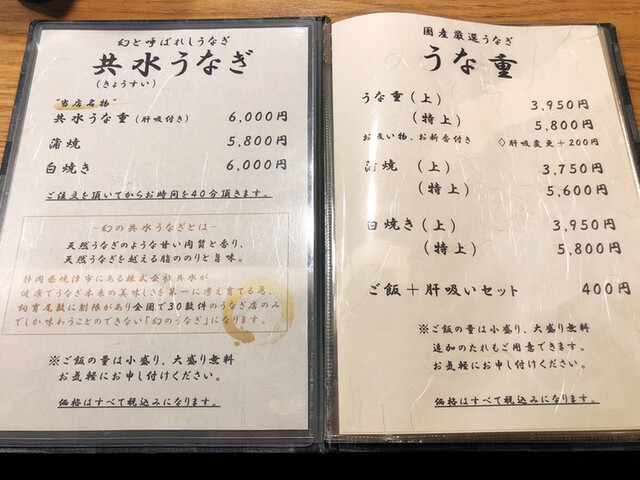 幻と呼ばれしうなぎ
共水うなぎ
(きょうすい)
"当店名物"
共水うな重(肝吸付き) 6,000円
蒲焼 5,800円
白焼き 6,000円
ご注文を頂いてからお時間を40分頂きます。
~幻の共水うなぎとは~
天然うなぎのような甘い肉質と香り、
天然うなぎを越える脂ののりと旨味。
静岡県焼津市にある株式会社共水が
健康でうなぎ本来の美味しさを第一に考え育てる為、
飼育尾数に制限があり全国で30数件のうなぎ店のみ
でしか味わうことのできない「幻のうなぎ」になります。
※ご飯の量は小盛り、大盛り無料
お気軽にお申し付けください。
価格はすべて税込みになります。
国産厳選うなぎ
うな重
うな重(上) 3,950円
(特上) 5,800円
お吸い物、お新香付き ◇肝吸変更+200円
蒲焼 (上) 3,750円
(特上) 5,600円
白焼き(上) 3,950円
(特上) 5,800円
ご飯+肝吸いセット 400円
※ご飯の量は小盛り、大盛り無料
追加のたれもご用意できます。
お気軽にお申し付けください。
価格はすべて税込みになります。